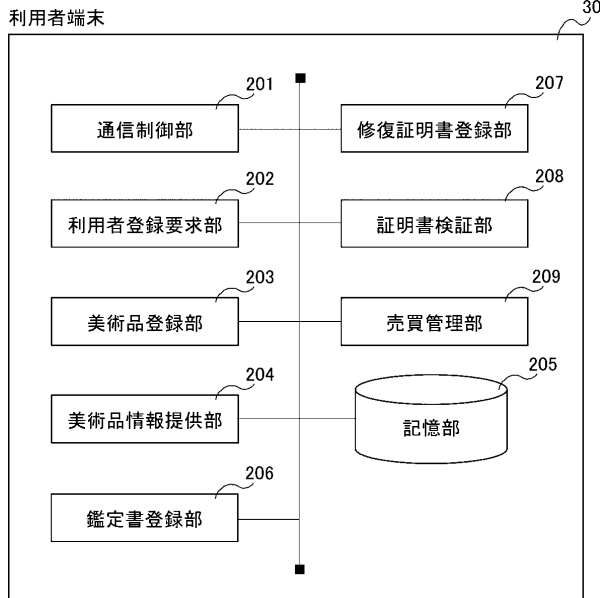 利用者端末
30
201
通信制御部
207
修復証明書登録部
202
利用者登録要求部
208
証明書検証部
203
美術品登録部
209
売買管理部
204
美術品情報提供部
205
記憶部
206
鑑定書登録部